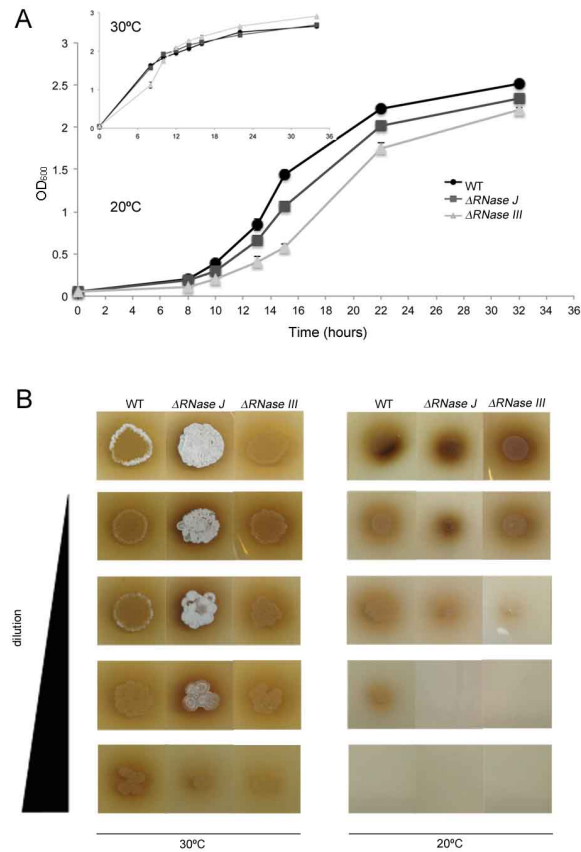 A
30ºC
3
2
1
0
0 6 12 18 24 30 36
3
2.5
2
1.5
1
0.5
0
OD600
20ºC
WT
ΔRNase J
ΔRNase III
0 2 4 6 8 10 12 14 16 18 20 22 24 26 28 30 32 34 36
Time (hours)
B
WT ΔRNase J ΔRNase III WT ΔRNase J ΔRNase III
dilution
30ºC 20ºC